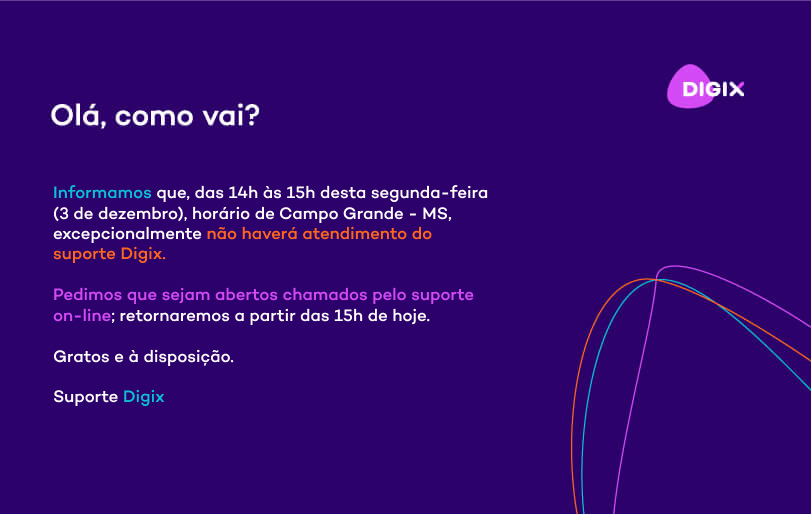 DIGIX
Olá, como vai?
Informamos que, das 14h às 15h desta segunda-feira
(3 de dezembro), horário de Campo Grande - MS,
excepcionalmente não haverá atendimento do
suporte Digix.
Pedimos que sejam abertos chamados pelo suporte
on-line; retornaremos a partir das 15h de hoje.
Gratos e à disposição.
Suporte Digix